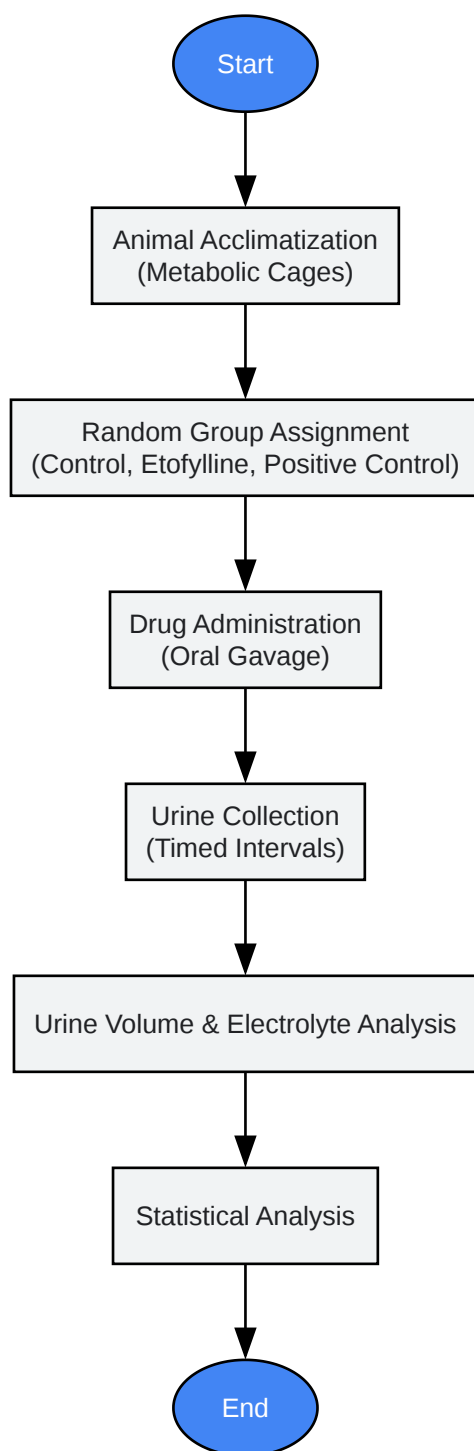 Start
Animal Acclimatization
(Metabolic Cages)
Random Group Assignment
(Control, Etofylline, Positive Control)
Drug Administration
(Oral Gavage)
Urine Collection
(Timed Intervals)
Urine Volume & Electrolyte Analysis
Statistical Analysis
End